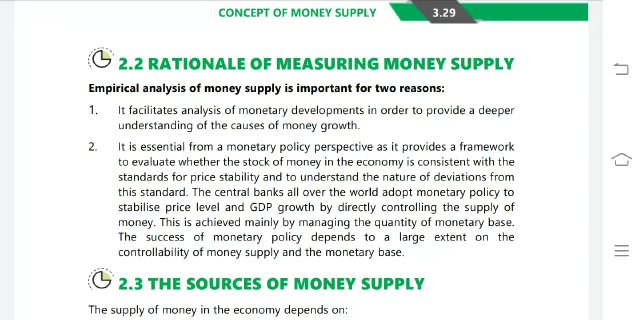 CONCEPT OF MONEY SUPPLY 3.29
2.2 RATIONALE OF MEASURING MONEY SUPPLY
Empirical analysis of money supply is important for two reasons:
1. It facilitates analysis of monetary developments in order to provide a deeper
understanding of the causes of money growth.
2. It is essential from a monetary policy perspective as it provides a framework
to evaluate whether the stock of money in the economy is consistent with the
standards for price stability and to understand the nature of deviations from
this standard. The central banks all over the world adopt monetary policy to
stabilise price level and GDP growth by directly controlling the supply of
money. This is achieved mainly by managing the quantity of monetary base.
The success of monetary policy depends to a large extent on the
controllability of money supply and the monetary base.
2.3 THE SOURCES OF MONEY SUPPLY
The supply of money in the economy depends on: